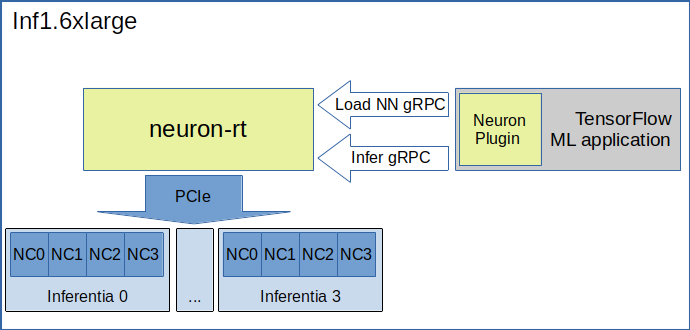 Inf1.6xlarge
neuron-rt
Load NN gRPC
Infer gRPC
Neuron
Plugin
TensorFlow
ML application
PCIe
NC0 NC1 NC2 NC3
Inferentia 0
...
NC0 NC1 NC2 NC3
Inferentia 3